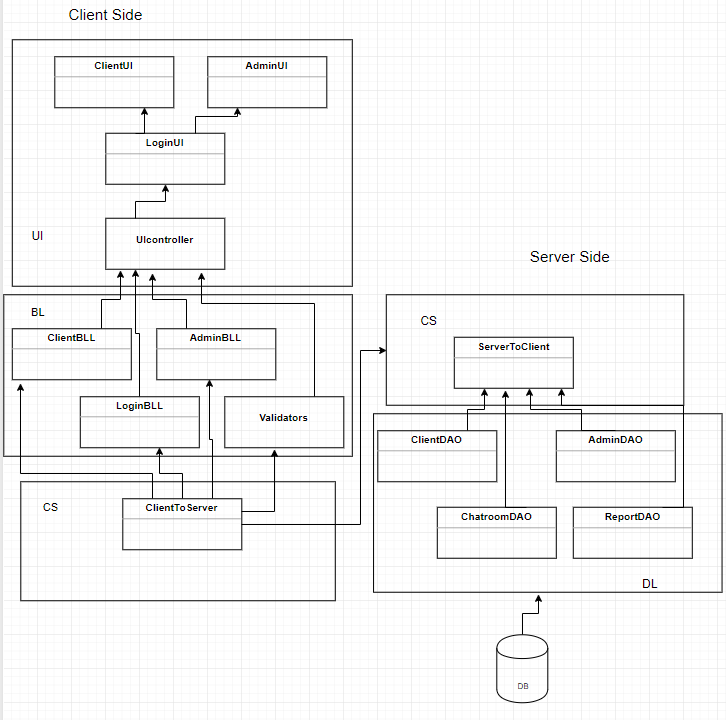 Client Side
ClientUI
AdminUI
LoginUI
UIcontroller
UI
BL
ClientBLL
AdminBLL
LoginBLL
Validators
CS
ClientToServer
Server Side
CS
ServerToClient
ClientDAO
AdminDAO
ChatroomDAO
ReportDAO
DL
DB